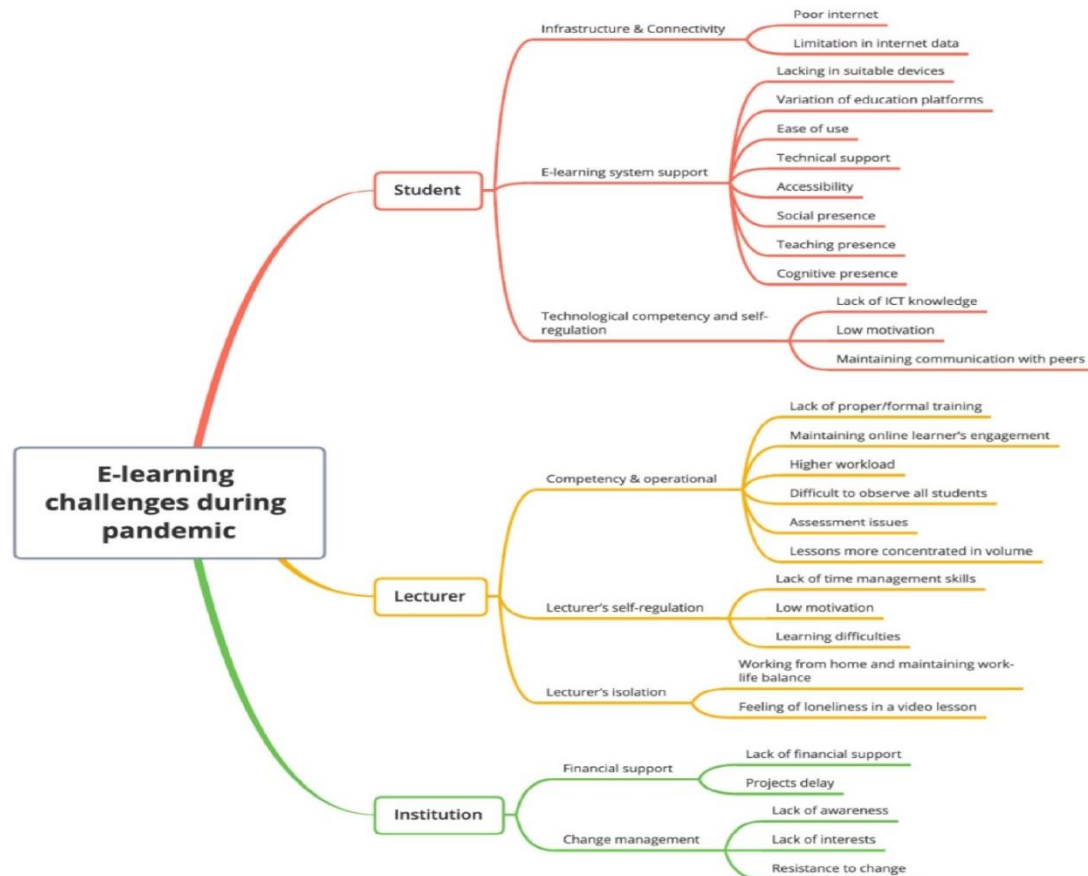 Poor internet
Infrastructure & Connectivity
Limitation in internet data
Lacking in suitable devices
Variation of education platforms
Ease of use
Technical support
E-learning system support
Student
Accessibility
Social presence
Teaching presence
Cognitive presence
Lack of ICT knowledge
Technological competency and self-
regulation
Low motivation
Maintaining communication with peers
E-learning
challenges during
pandemic
Lack of proper/formal training
Maintaining online learner's engagement
Higher workload
Competency & operational
Difficult to observe all students
Assessment issues
Lessons more concentrated in volume
Lecturer
Lack of time management skills
Lecturer's self-regulation
Low motivation
Learning difficulties
Working from home and maintaining work-
life balance
Lecturer's isolation
Feeling of loneliness in a video lesson
Lack of financial support
Financial support
Projects delay
Institution
Lack of awareness
Change management
Lack of interests
Resistance to change